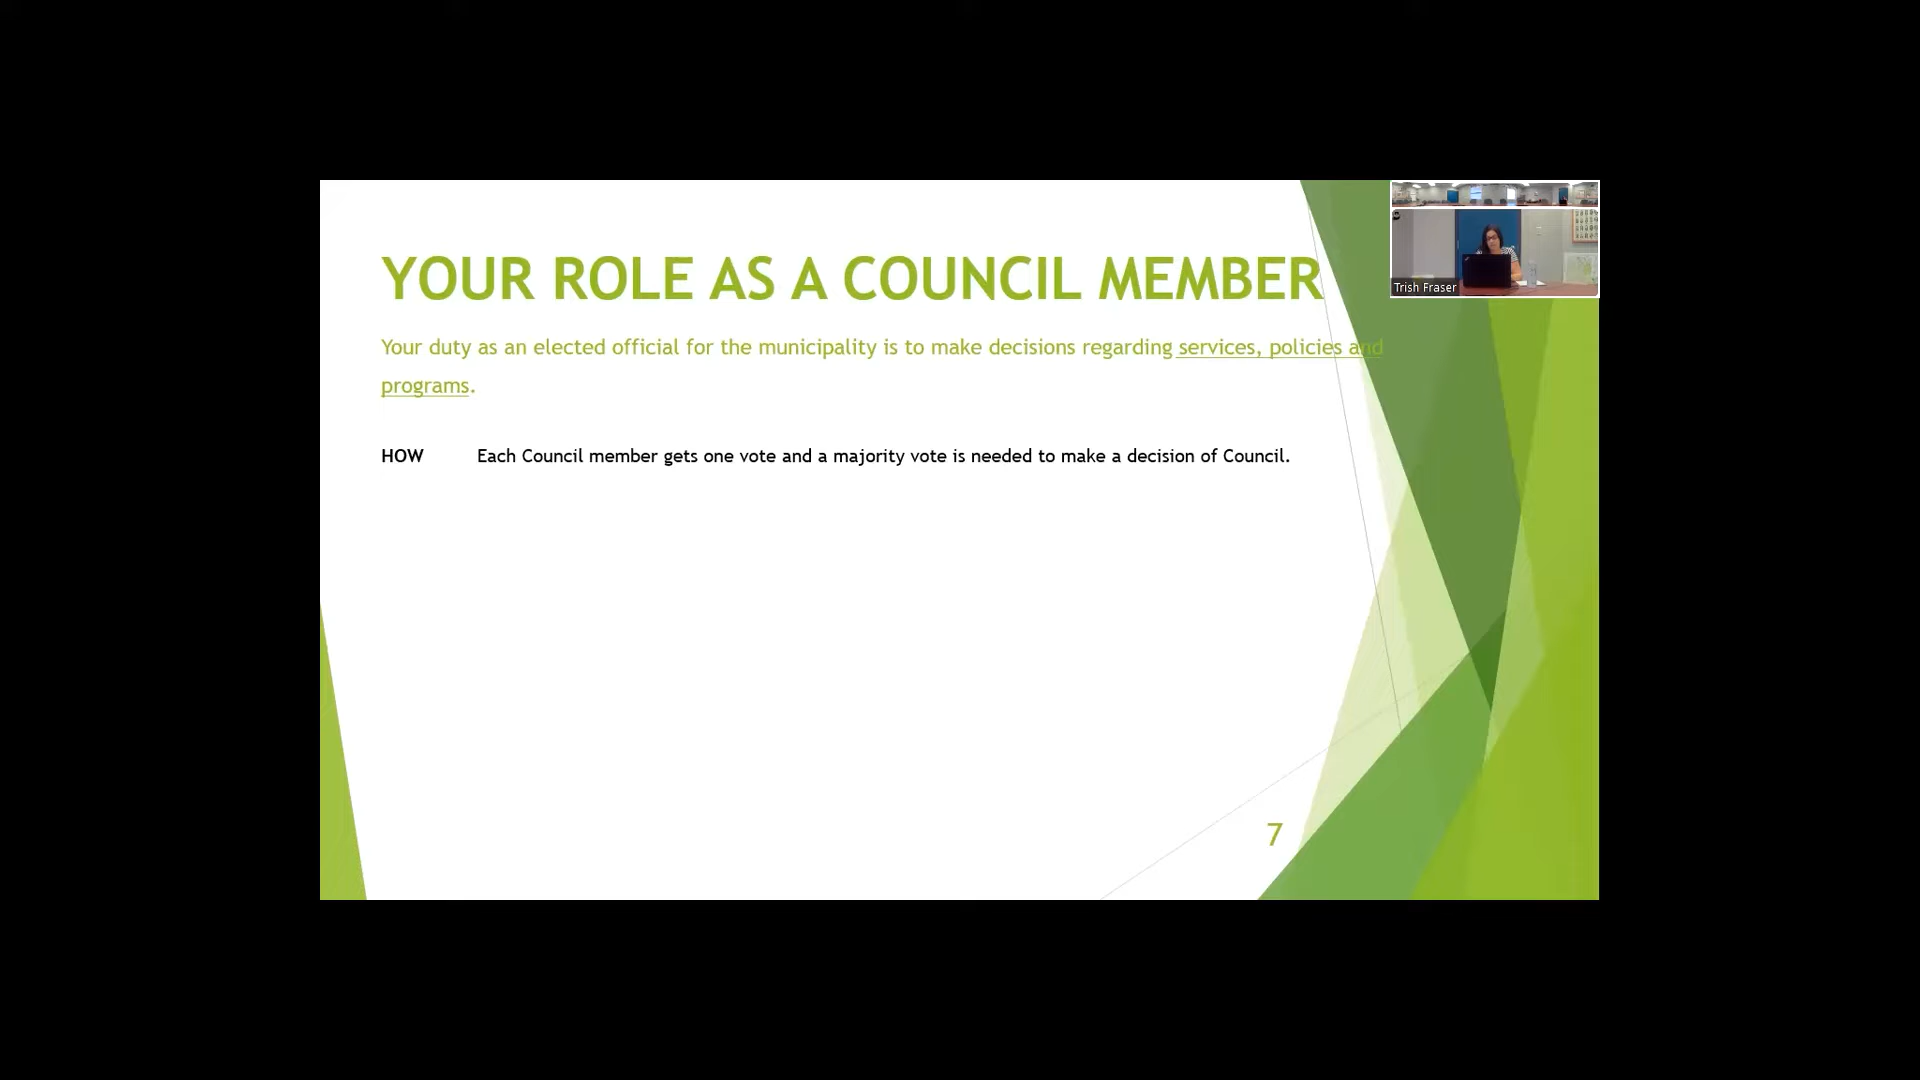 YOUR ROLE AS A COUNCIL MEMBER
Your duty as an elected official for the municipality is to make decisions regarding services, policies and
programs.
HOW Each Council member gets one vote and a majority vote is needed to make a decision of Council.
7
Trish Fraser